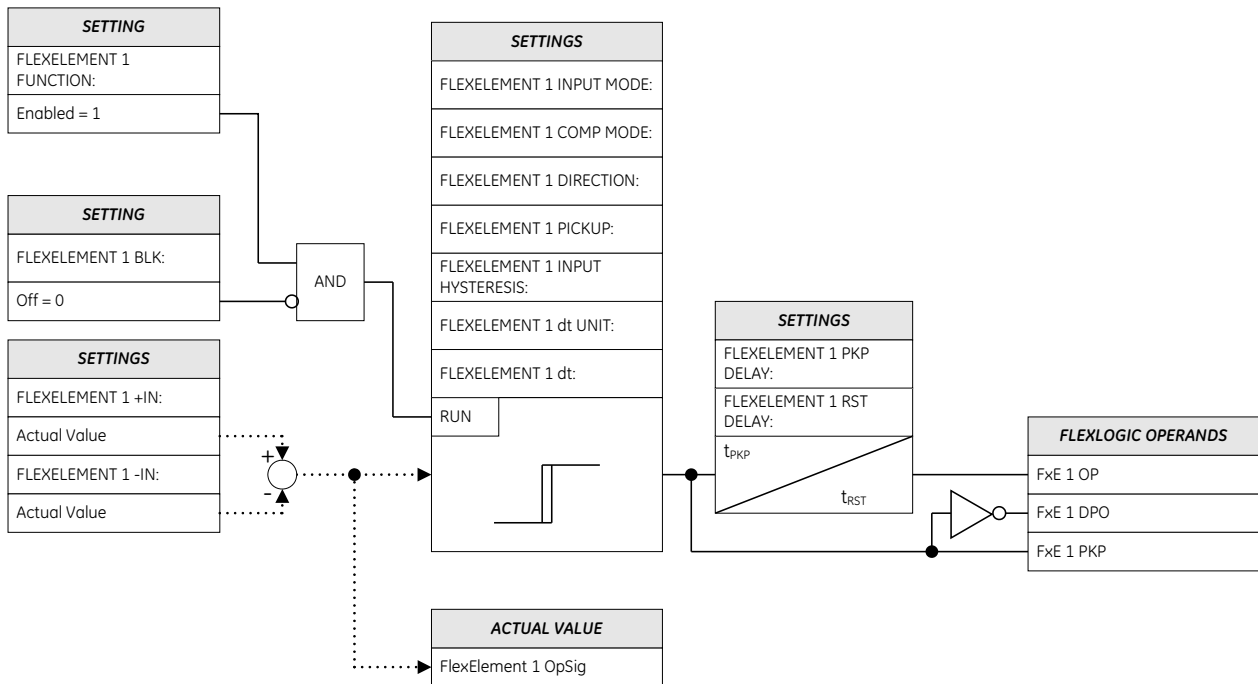 SETTING
FLEXELEMENT 1
FUNCTION:
Enabled = 1
SETTING
FLEXELEMENT 1 BLK:
Off = 0
AND
SETTINGS
FLEXELEMENT 1 +IN:
Actual Value
FLEXELEMENT 1 -IN:
Actual Value
+
-
SETTINGS
FLEXELEMENT 1 INPUT MODE:
FLEXELEMENT 1 COMP MODE:
FLEXELEMENT 1 DIRECTION:
FLEXELEMENT 1 PICKUP:
FLEXELEMENT 1 INPUT
HYSTERESIS:
FLEXELEMENT 1 dt UNIT:
FLEXELEMENT 1 dt:
RUN
ACTUAL VALUE
FlexElement 1 OpSig
SETTINGS
FLEXELEMENT 1 PKP
DELAY:
FLEXELEMENT 1 RST
DELAY:
tPKP
tRST
FLEXLOGIC OPERANDS
FxE 1 OP
FxE 1 DPO
FxE 1 PKP